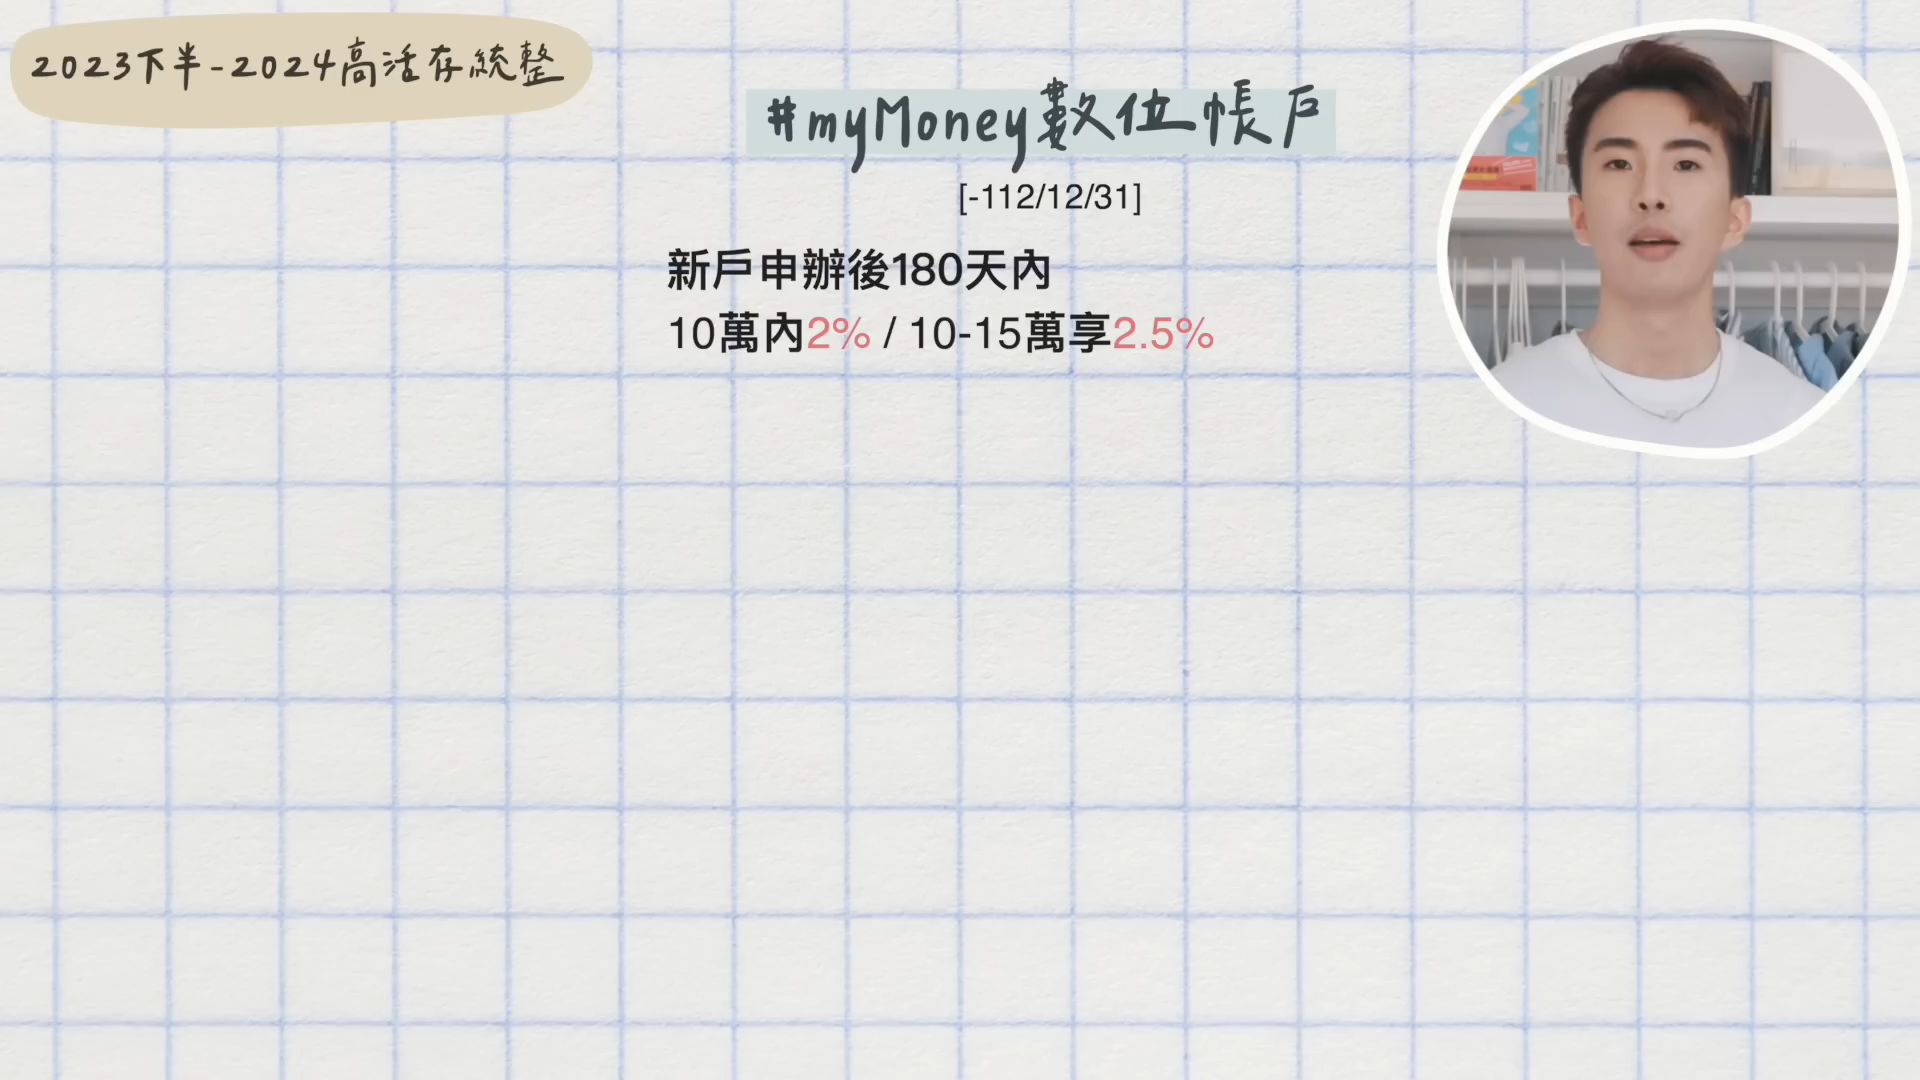 2023下半-2024高活存統整
#myMoney數位帳戶
[-112/12/31]
新戶申辦後180天內
10萬內2% / 10-15萬享2.5%